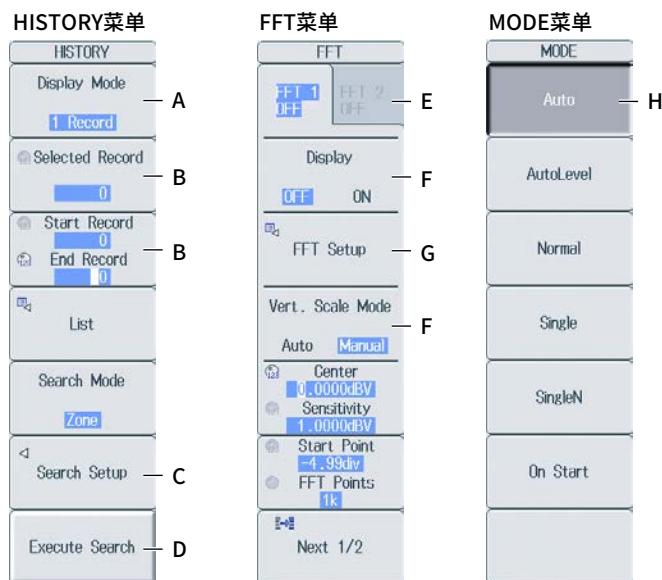 HISTORY菜单
HISTORY
Display Mode
1 Record
A
Selected Record
0
B
Start Record
0
End Record
0
B
List
Search Mode
Zone
Search Setup
C
Execute Search
D
FFT菜单
FFT
FFT 1
OFF
FFT 2
OFF
E
Display
OFF ON
F
FFT Setup
G
Vert. Scale Mode
Auto Manual
F
Center
0.0000dBV
Sensitivity
1.0000dBV
Start Point
-4.99div
FFT Points
1k
Next 1/2
MODE菜单
MODE
Auto
H
AutoLevel
Normal
Single
SingleN
On Start